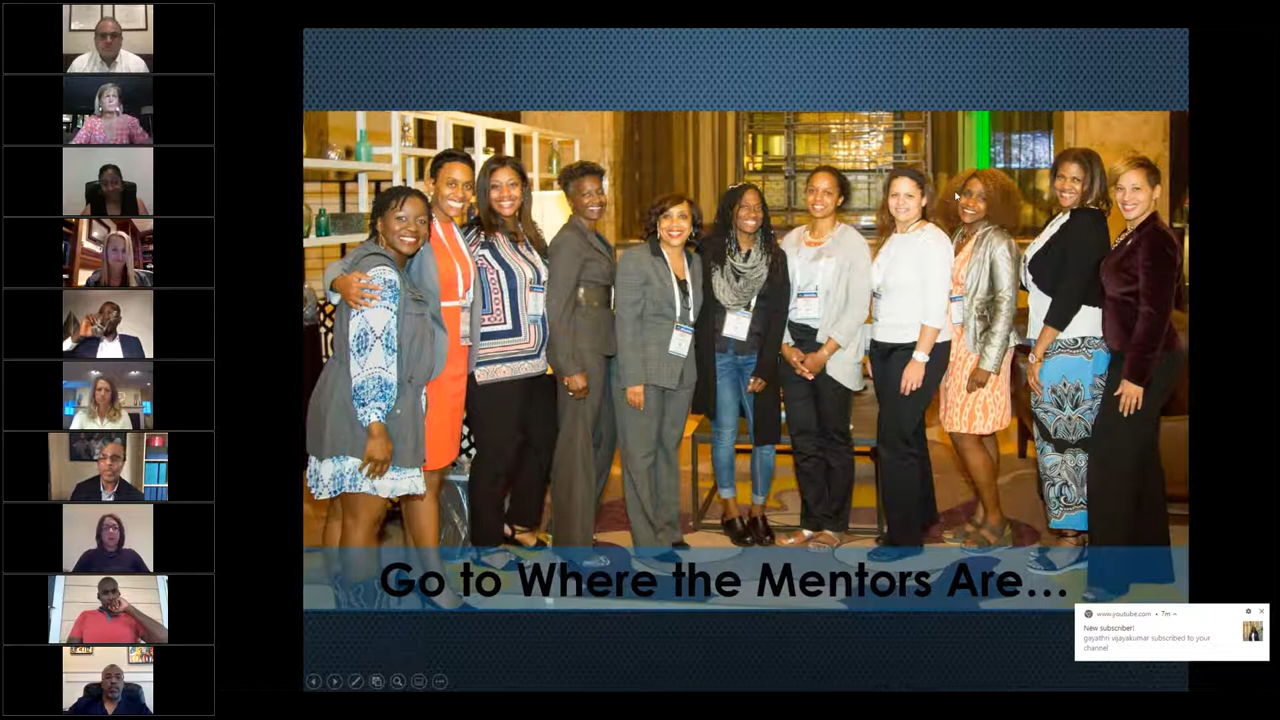 Go to Where the Mentors Are...
www.youtube.com • 7m
New subscriber!
gayathri vijayakumar subscribed to your
channel